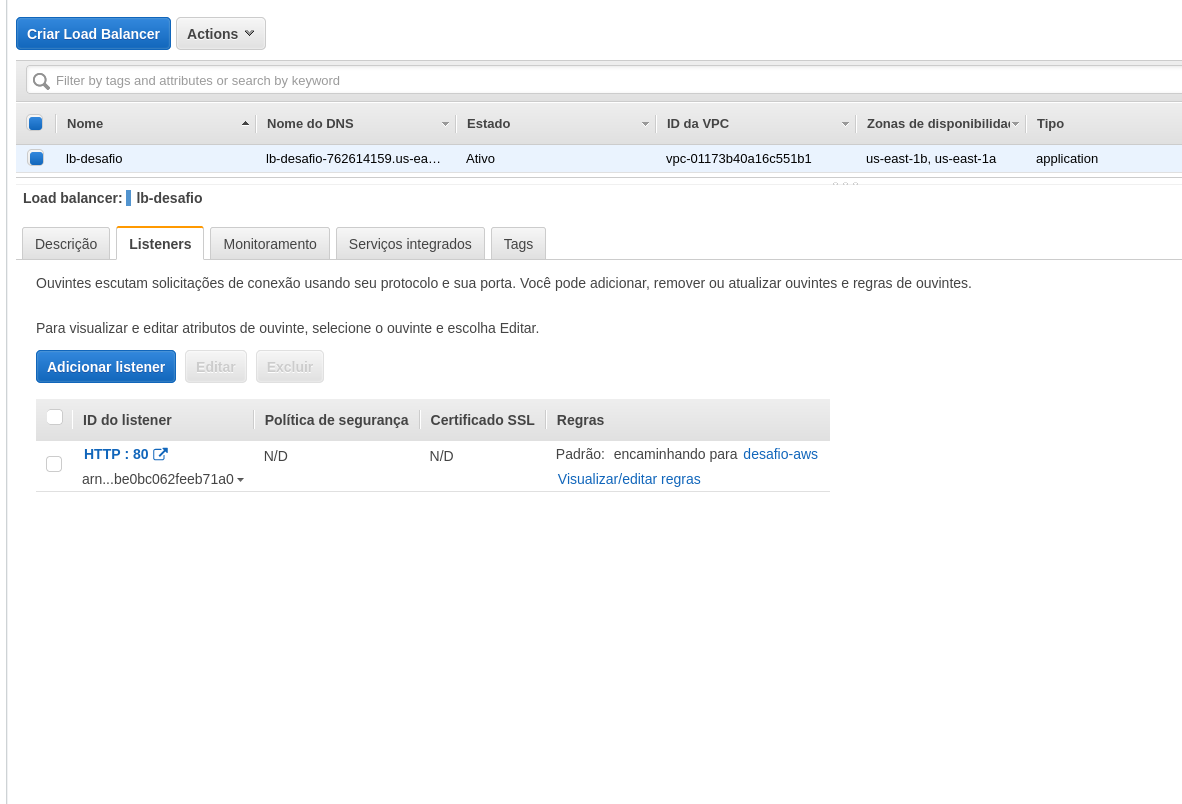 Criar Load Balancer Actions
Filter by tags and attributes or search by keyword
Nome Nome do DNS Estado ID da VPC Zonas de disponibilida Tipo
lb-desafio lb-desafio-762614159.us-ea… Ativo vpc-01173b40a16c551b1 us-east-1b, us-east-1a application
Load balancer: lb-desafio
Descrição Listeners Monitoramento Serviços integrados Tags
Ouvintes escutam solicitações de conexão usando seu protocolo e sua porta. Você pode adicionar, remover ou atualizar ouvintes e regras de ouvintes.
Para visualizar e editar atributos de ouvinte, selecione o ouvinte e escolha Editar.
Adicionar listener Editar Excluir
ID do listener Política de segurança Certificado SSL Regras
HTTP : 80 N/D N/D Padrão: encaminhando para desafio-aws
arn...be0bc062feeb71a0 Visualizar/editar regras